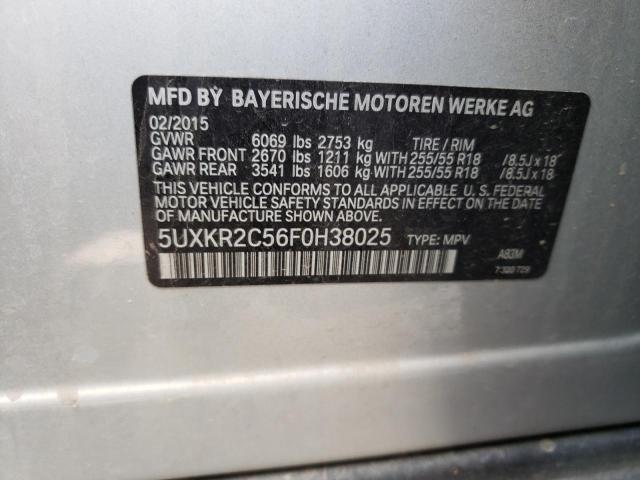 MFD BY BAYERISCHE MOTOREN WERKE AG
02/2015
GVWR 6069 lbs 2753 kg TIRE / RIM
GAWR FRONT 2670 lbs 1211 kg WITH 255/55 R18 /8.5J x 18
GAWR REAR 3541 lbs 1606 kg WITH 255/55 R18 /8.5J x 18
THIS VEHICLE CONFORMS TO ALL APPLICABLE U.S. FEDERAL
MOTOR VEHICLE SAFETY STANDARDS IN EFFECT ON THE DATE
OF MANUFACTURE SHOWN ABOVE.
5UXKR2C56F0H38025 TYPE: MPV
A83M